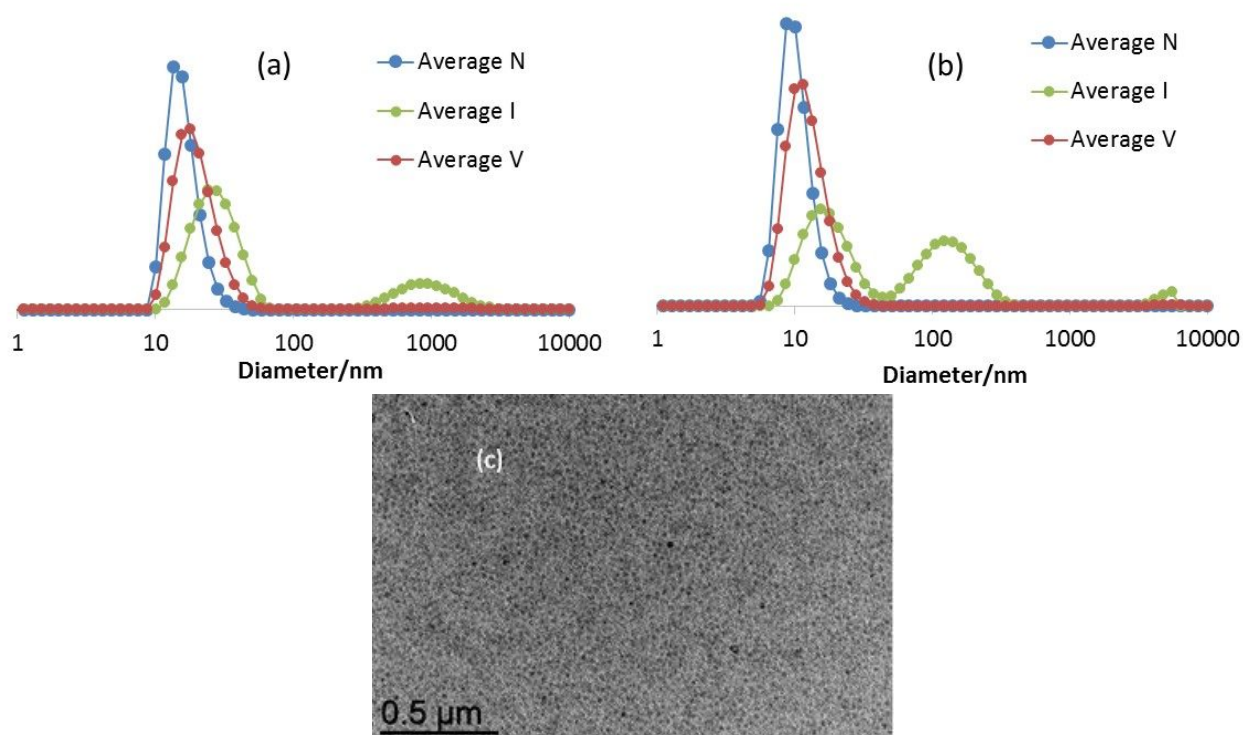 (a)
Average N
Average I
Average V
1 10 100 1000 10000
Diameter/nm
(b)
Average N
Average I
Average V
1 10 100 1000 10000
Diameter/nm
(c)
0.5 μm